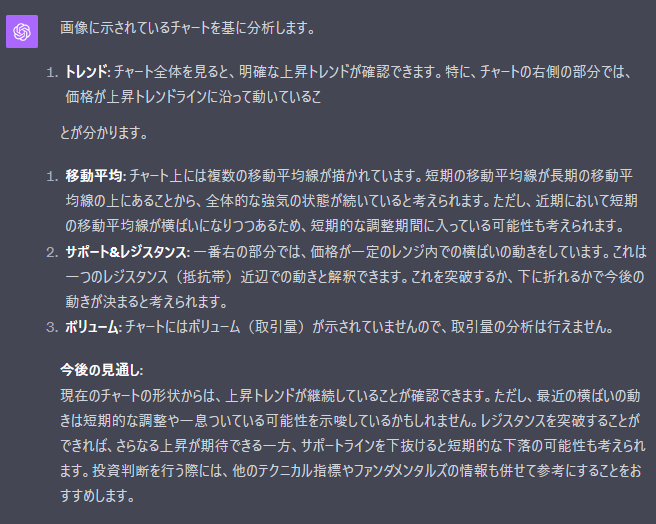 画像に示されているチャートを基に分析します。
1. トレンド: チャート全体を見ると、明確な上昇トレンドが確認できます。特に、チャートの右側の部分では、
価格が上昇トレンドラインに沿って動いているこ
とが分かります。
1. 移動平均: チャート上には複数の移動平均線が描かれています。短期の移動平均線が長期の移動平
均線の上にあることから、全体的な強気の状態が続いていると考えられます。ただし、近期において短期
の移動平均線が横ばいになりつつあるため、短期的な調整期間に入っている可能性も考えられます。
2. サポート&レジスタンス: 一番右の部分では、価格が一定のレンジ内での横ばいの動きをしています。これは
一つのレジスタンス（抵抗帯）近辺での動きと解釈できます。これを突破するか、下に折れるかで今後の
動きが決まると考えられます。
3. ボリューム: チャートにはボリューム（取引量）が示されていませんので、取引量の分析は行えません。
今後の見通し:
現在のチャートの形状からは、上昇トレンドが継続していることが確認できます。ただし、最近の横ばいの動
きは短期的な調整や一息ついている可能性を示唆しているかもしれません。レジスタンスを突破することが
できれば、さらなる上昇が期待できる一方、サポートラインを下抜けると短期的な下落の可能性も考えられ
ます。投資判断を行う際には、他のテクニカル指標やファンダメンタルズの情報も併せて参考にすることをお
すすめします。